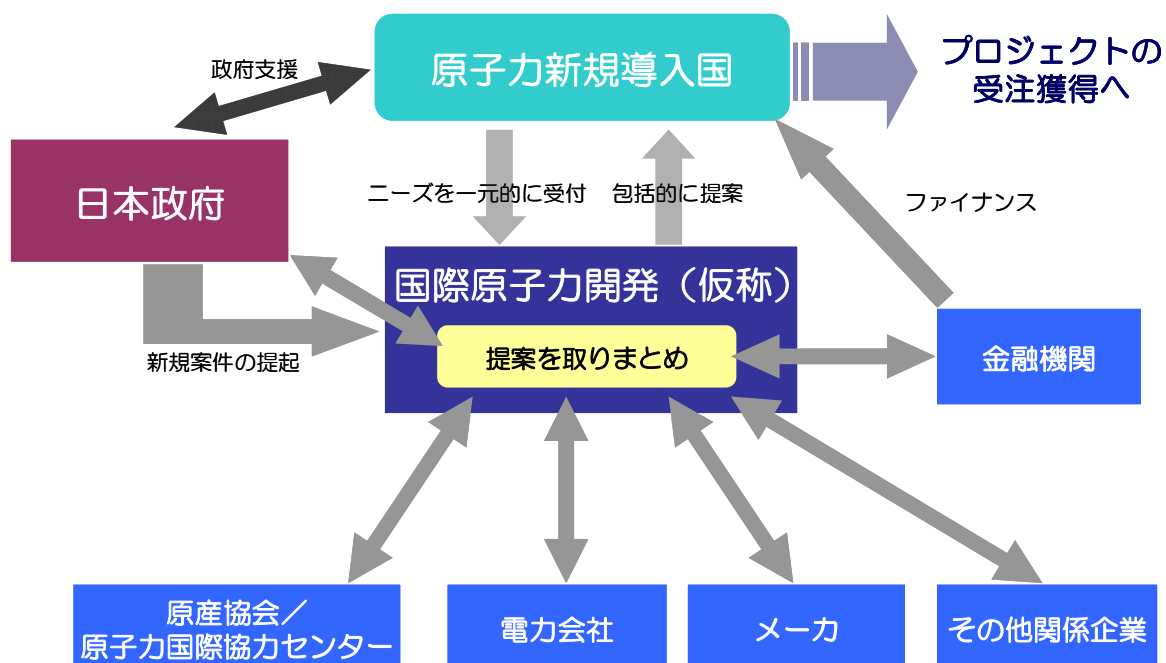 原子力新規導入国
プロジェクトの
受注獲得へ
政府支援
日本政府
ニーズを一元的に受付
包括的に提案
ファイナンス
国際原子力開発（仮称）
提案を取りまとめ
新規案件の提起
金融機関
原産協会／
原子力国際協力センター
電力会社
メーカ
その他関係企業